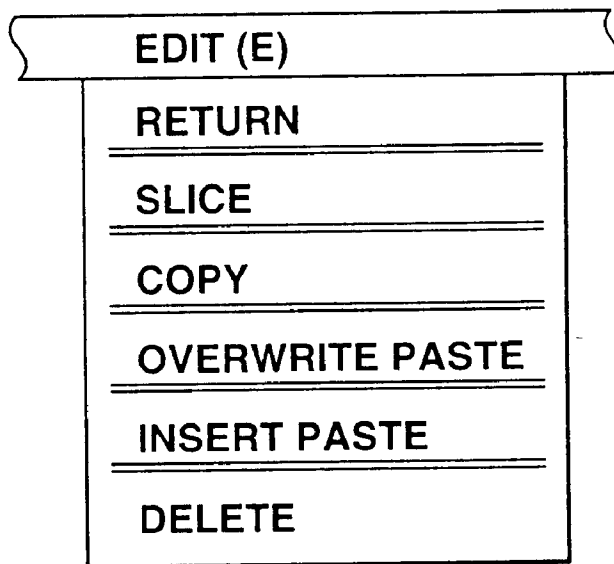 EDIT (E)
RETURN
SLICE
COPY
OVERWRITE PASTE
INSERT PASTE
DELETE